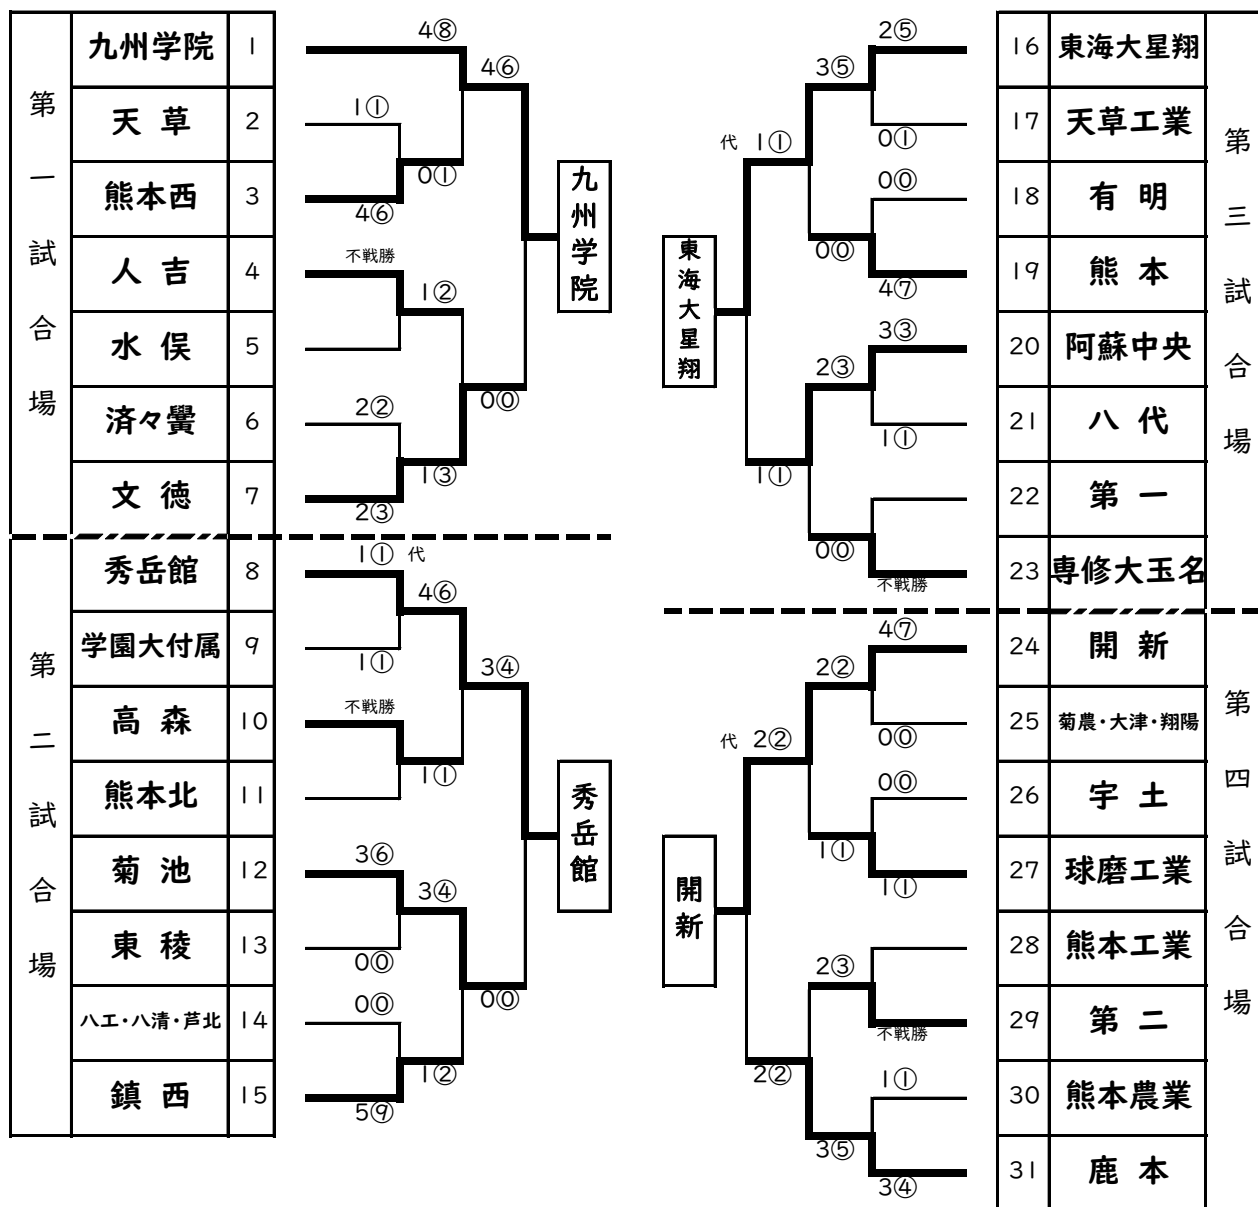 第一試合場
九州学院 1
天草 2
熊本西 3
人吉 4
水俣 5
済々黌 6
文徳 7
4⑧
1①
4⑥
0①
4⑥
不戦勝
1②
2②
2③
1③
0⓪
九州学院
第二試合場
秀岳館 8
学園大付属 9
高森 10
熊本北 11
菊池 12
東稜 13
八工・八清・芦北 14
鎮西 15
1① 代
1①
4⑥
不戦勝
1①
3④
3⑥
0⓪
3④
0⓪
5⑨
1②
0⓪
秀岳館
第三試合場
16 東海大星翔
17 天草工業
18 有明
19 熊本
20 阿蘇中央
21 八代
22 第一
23 専修大玉名
2⑤
0①
3⑤
0⓪
4⑦
0⓪
代 1①
3③
1①
2③
不戦勝
0⓪
1①
東海大星翔
第四試合場
24 開新
25 菊農・大津・翔陽
26 宇土
27 球磨工業
28 熊本工業
29 第二
30 熊本農業
31 鹿本
4⑦
0⓪
2②
0⓪
1①
1①
代 2②
不戦勝
2③
1①
3④
3⑤
2②
開新